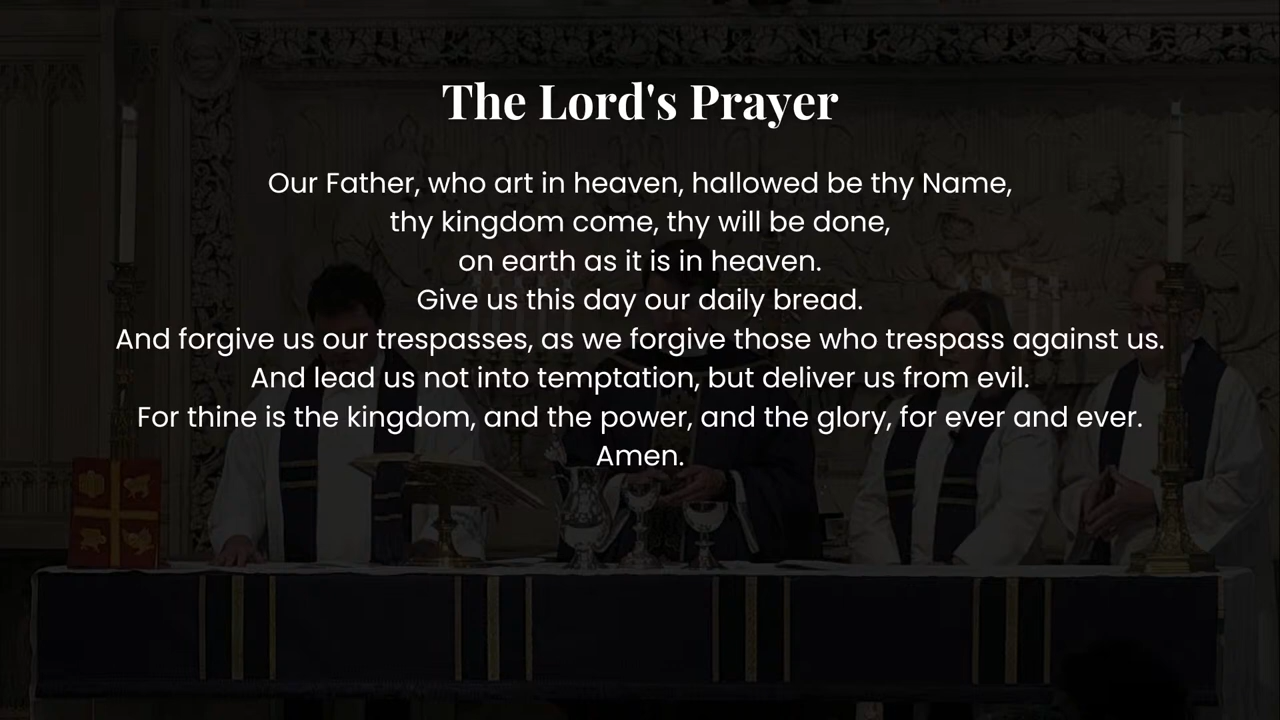 The Lord's Prayer
Our Father, who art in heaven, hallowed be thy Name,
thy kingdom come, thy will be done,
on earth as it is in heaven.
Give us this day our daily bread.
And forgive us our trespasses, as we forgive those who trespass against us.
And lead us not into temptation, but deliver us from evil.
For thine is the kingdom, and the power, and the glory, for ever and ever.
Amen.